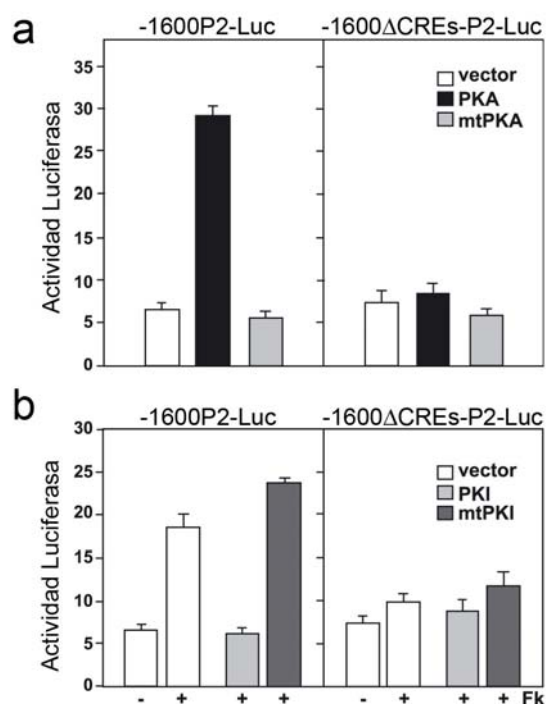 a
-1600P2-Luc -1600ΔCREs-P2-Luc
Actividad Luciferasa
35
30
25
20
15
10
5
0
vector
PKA
mtPKA
b
-1600P2-Luc -1600ΔCREs-P2-Luc
Actividad Luciferasa
30
25
20
15
10
5
0
vector
PKI
mtPKI
- + + + - + + + Fk